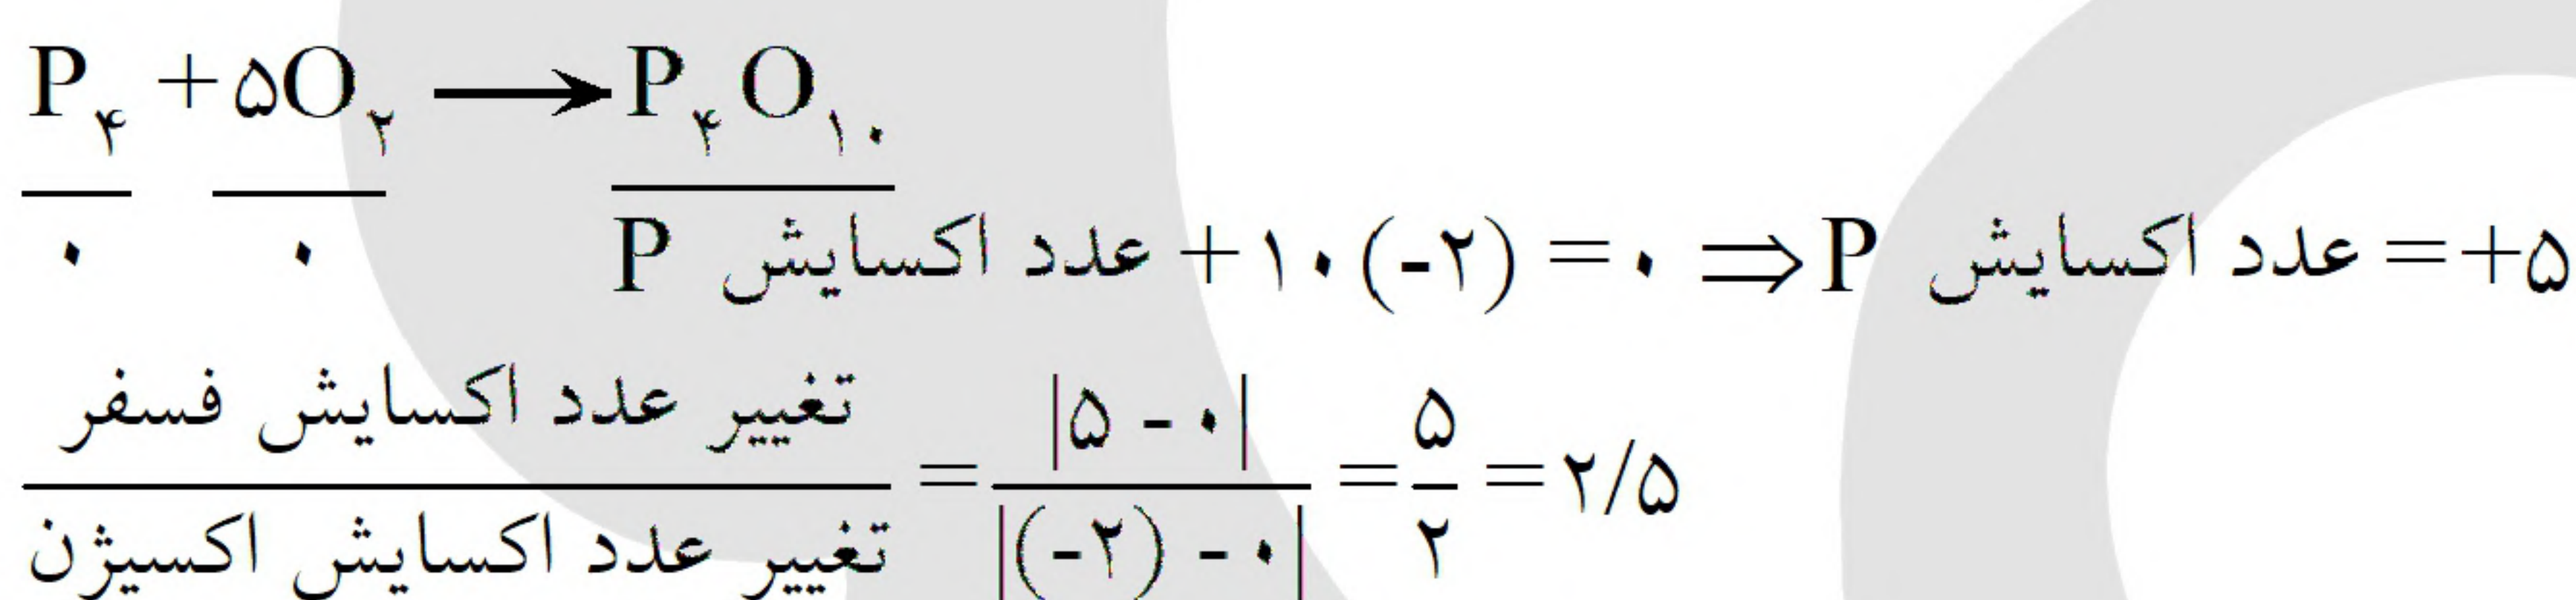 P۴ + ۵O۲ → P۴O۱۰
۰ ۰ P عدد اکسایش + ۱۰(-۲) = ۰ ⇒ P عدد اکسایش = +۵
تغییر عدد اکسایش فسفر / تغییر عدد اکسایش اکسیژن = |۵ - ۰| / |(-۲) - ۰| = ۵ / ۲ = ۲/۵